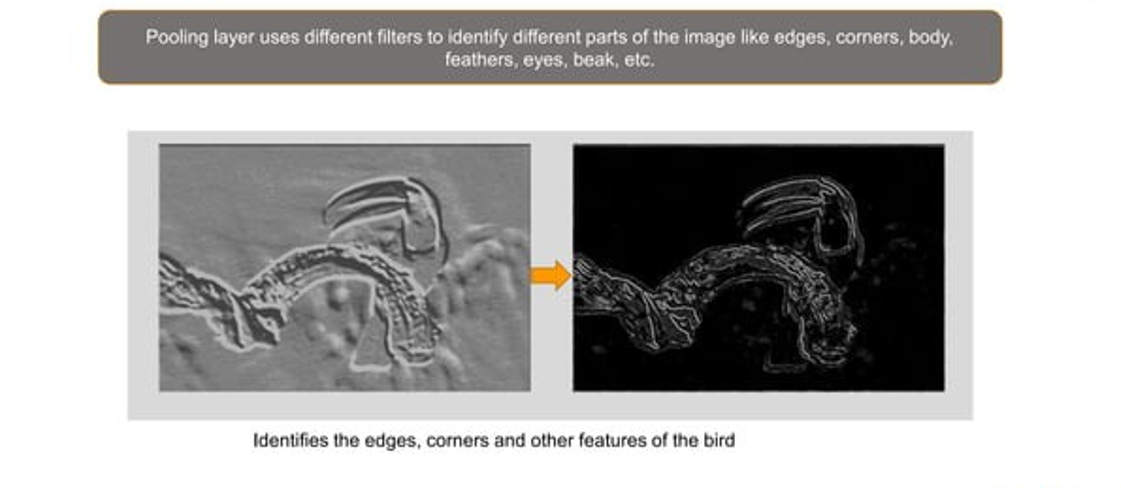 Pooling layer uses different filters to identify different parts of the image like edges, corners, body,
feathers, eyes, beak, etc.
Identifies the edges, corners and other features of the bird